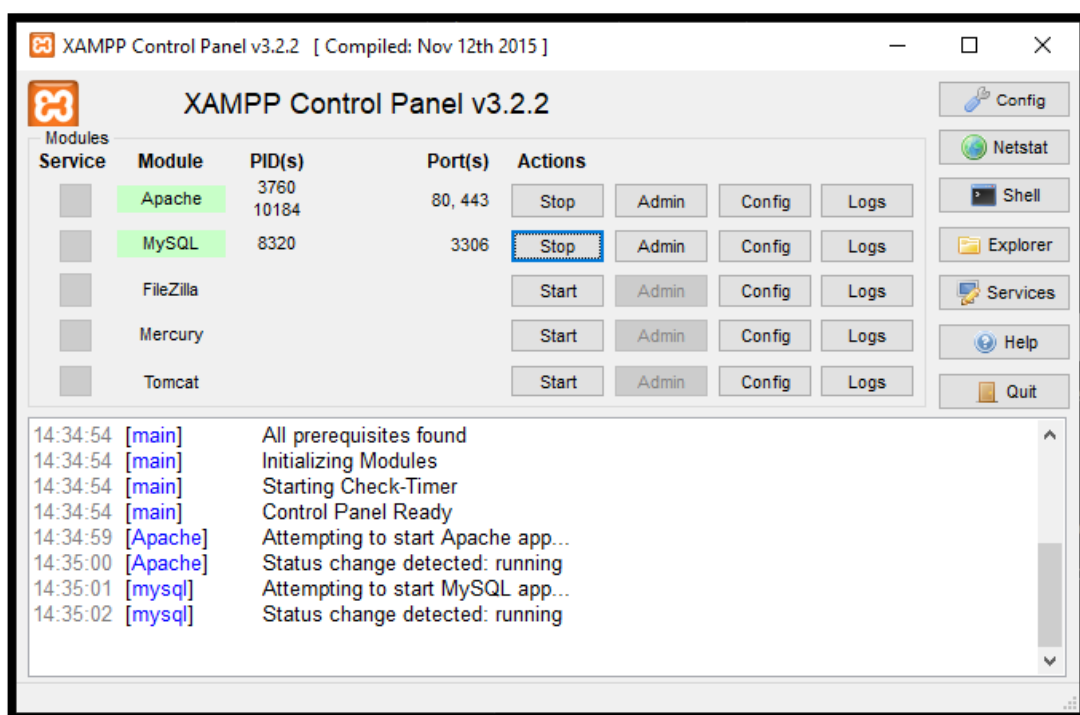 XAMPP Control Panel v3.2.2 [ Compiled: Nov 12th 2015 ]
XAMPP Control Panel v3.2.2
Config
Modules
Service Module PID(s) Port(s) Actions
Netstat
Apache 3760 10184 80, 443 Stop Admin Config Logs
Shell
MySQL 8320 3306 Stop Admin Config Logs
Explorer
FileZilla Start Admin Config Logs
Services
Mercury Start Admin Config Logs
Help
Tomcat Start Admin Config Logs
Quit
14:34:54 [main] All prerequisites found
14:34:54 [main] Initializing Modules
14:34:54 [main] Starting Check-Timer
14:34:54 [main] Control Panel Ready
14:34:59 [Apache] Attempting to start Apache app...
14:35:00 [Apache] Status change detected: running
14:35:01 [mysql] Attempting to start MySQL app...
14:35:02 [mysql] Status change detected: running